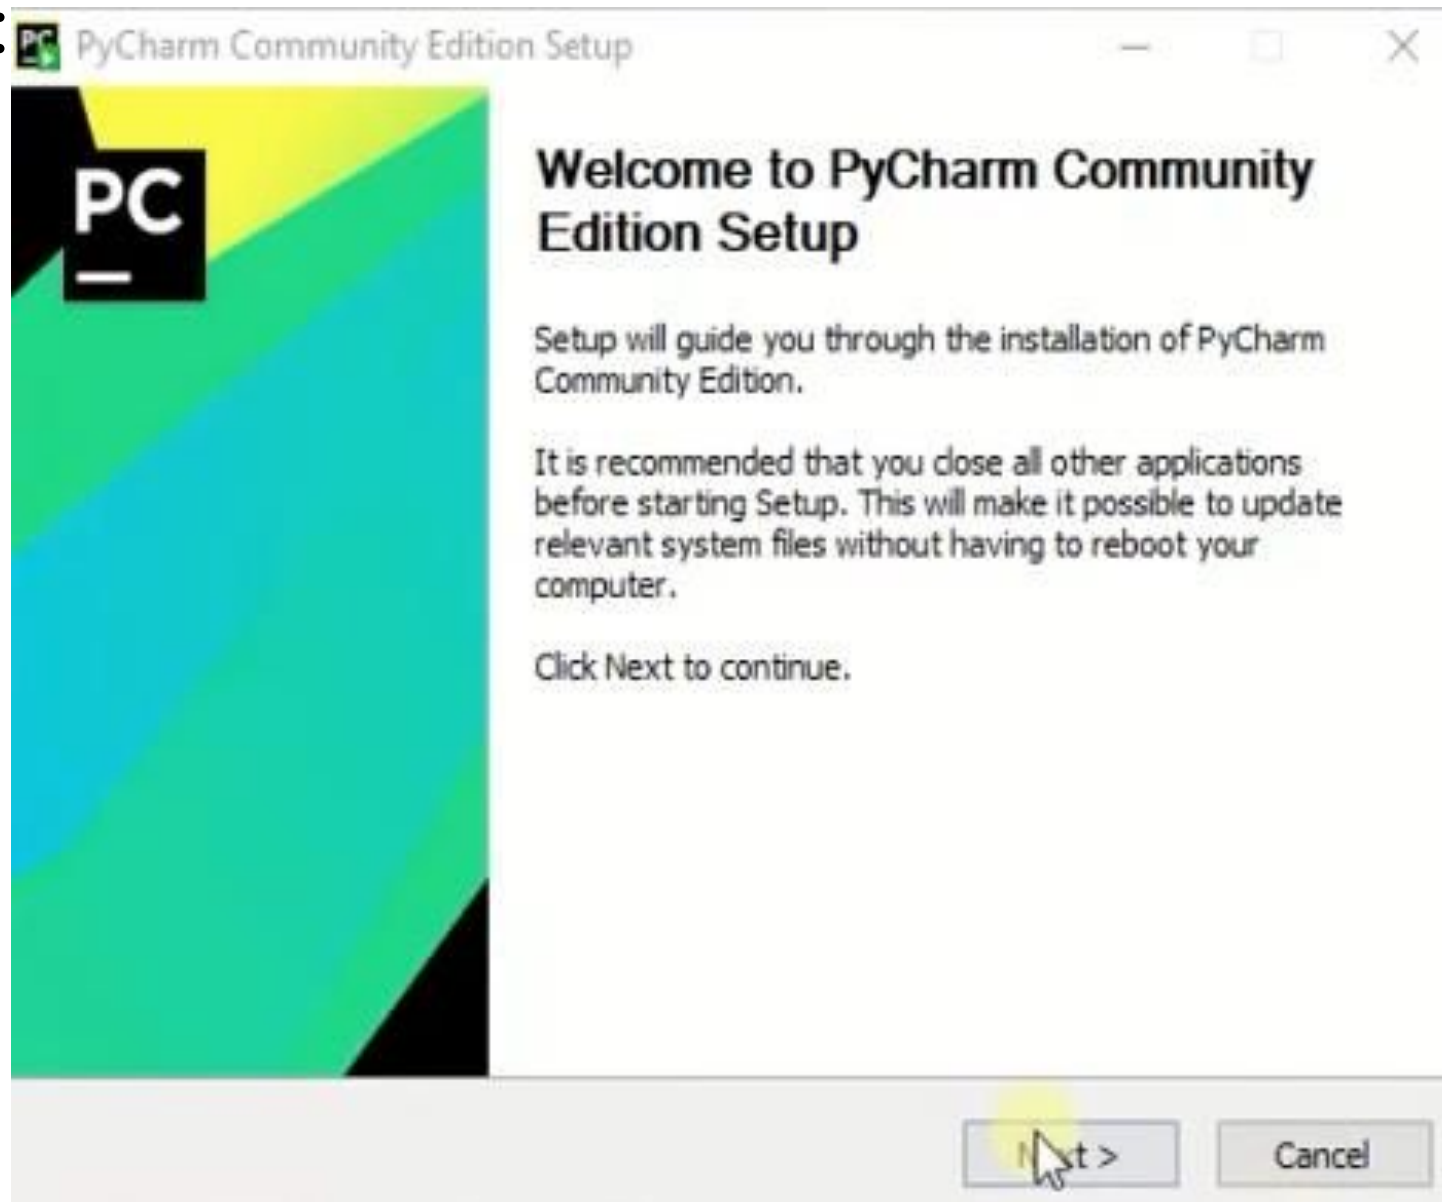 PyCharm Community Edition Setup
PC
Welcome to PyCharm Community
Edition Setup
Setup will guide you through the installation of PyCharm
Community Edition.
It is recommended that you close all other applications
before starting Setup. This will make it possible to update
relevant system files without having to reboot your
computer.
Click Next to continue.
Next >
Cancel